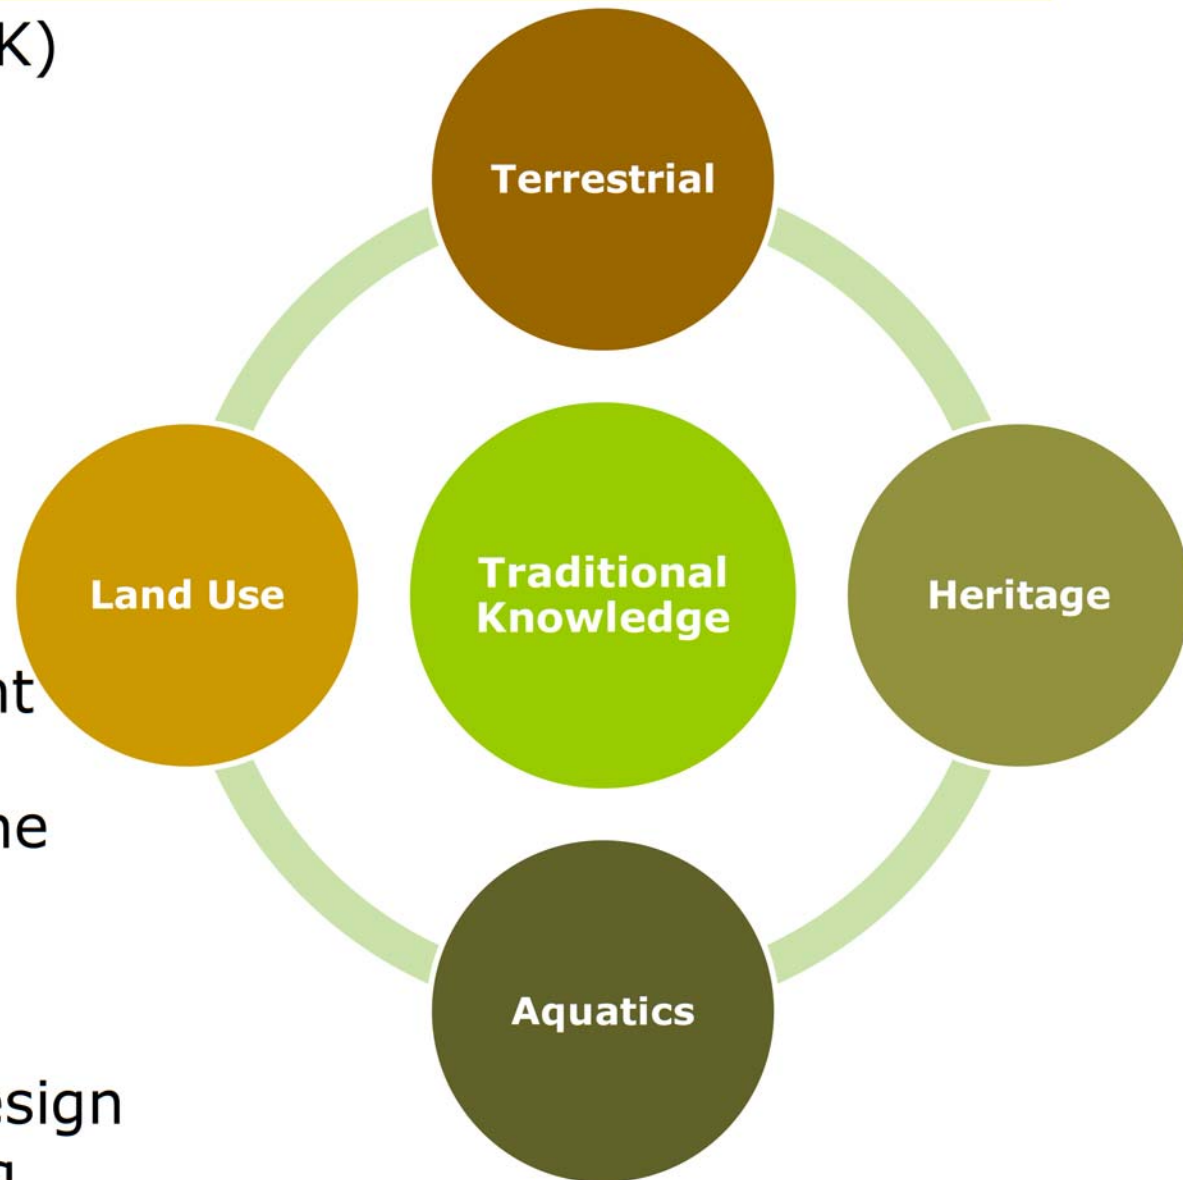 K)
Terrestrial
Land Use
Traditional
Knowledge
Heritage
nt
ne
Aquatics
esign